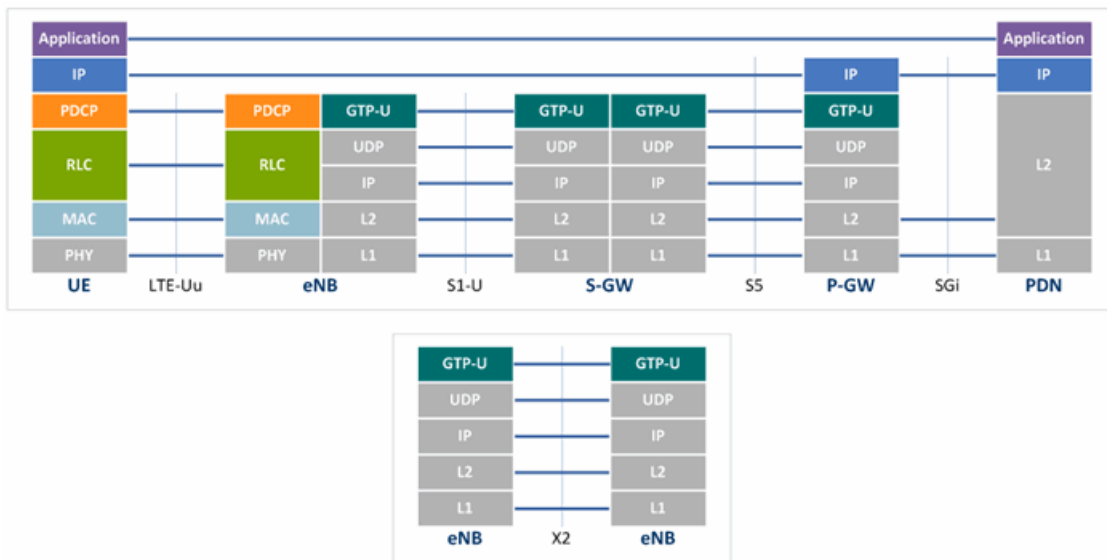 Application Application
IP IP IP
PDCP PDCP GTP-U GTP-U GTP-U GTP-U
UDP UDP UDP UDP
RLC RLC L2
IP IP IP IP
MAC MAC L2 L2 L2 L2
PHY PHY L1 L1 L1 L1 L1
UE LTE-Uu eNB S1-U S-GW S5 P-GW SGi PDN
GTP-U GTP-U
UDP UDP
IP IP
L2 L2
L1 L1
eNB X2 eNB